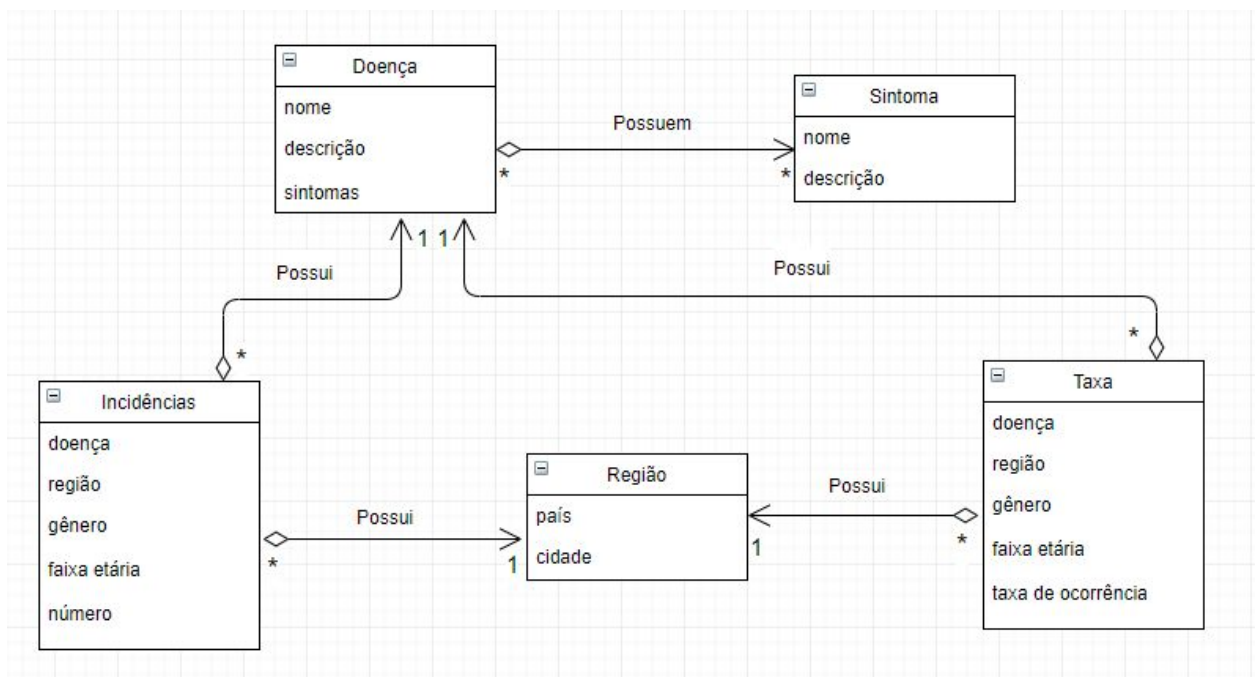 Doença
nome
descrição
sintomas
Possuem
*
*
Sintoma
nome
descrição
1
1
Possui
Possui
*
*
Incidências
doença
região
gênero
faixa etária
número
Possui
*
1
Região
país
cidade
Possui
1
*
Taxa
doença
região
gênero
faixa etária
taxa de ocorrência